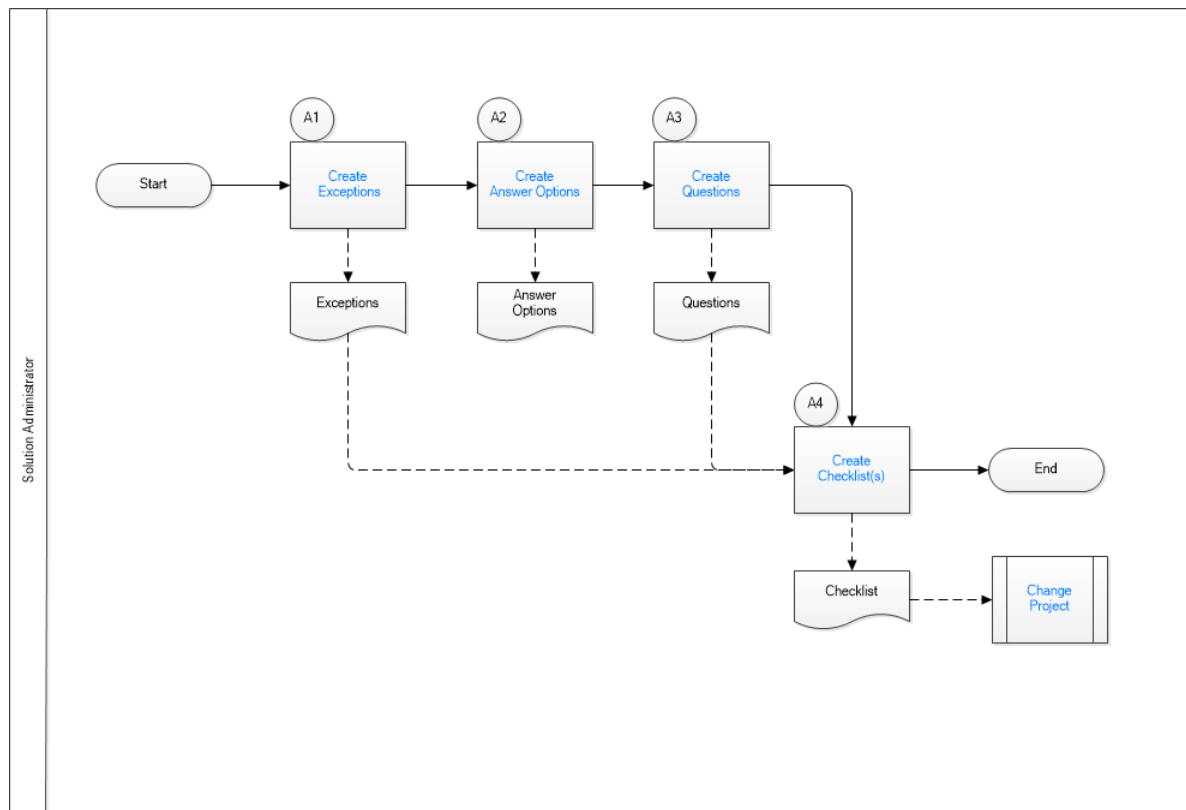 Solution Administrator
A1
A2
A3
Start
Create
Exceptions
Create
Answer Options
Create
Questions
Exceptions
Answer
Options
Questions
A4
Create
Checklist(s)
End
Checklist
Change
Project